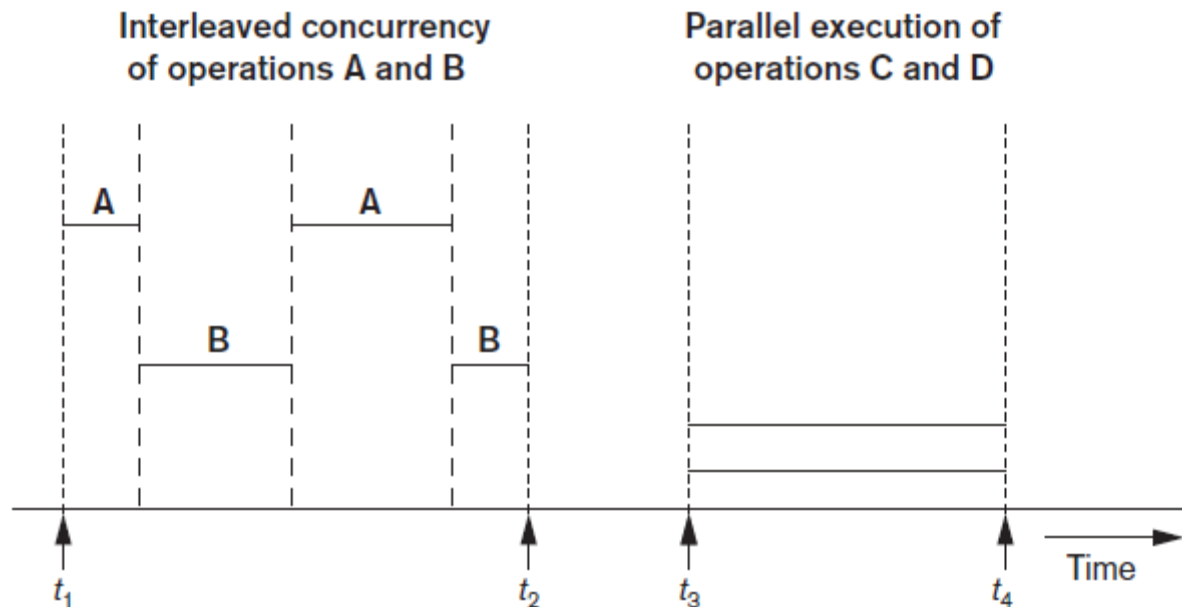 Interleaved concurrency
of operations A and B
Parallel execution of
operations C and D
A
A
B
B
t1
t2
t3
t4
Time